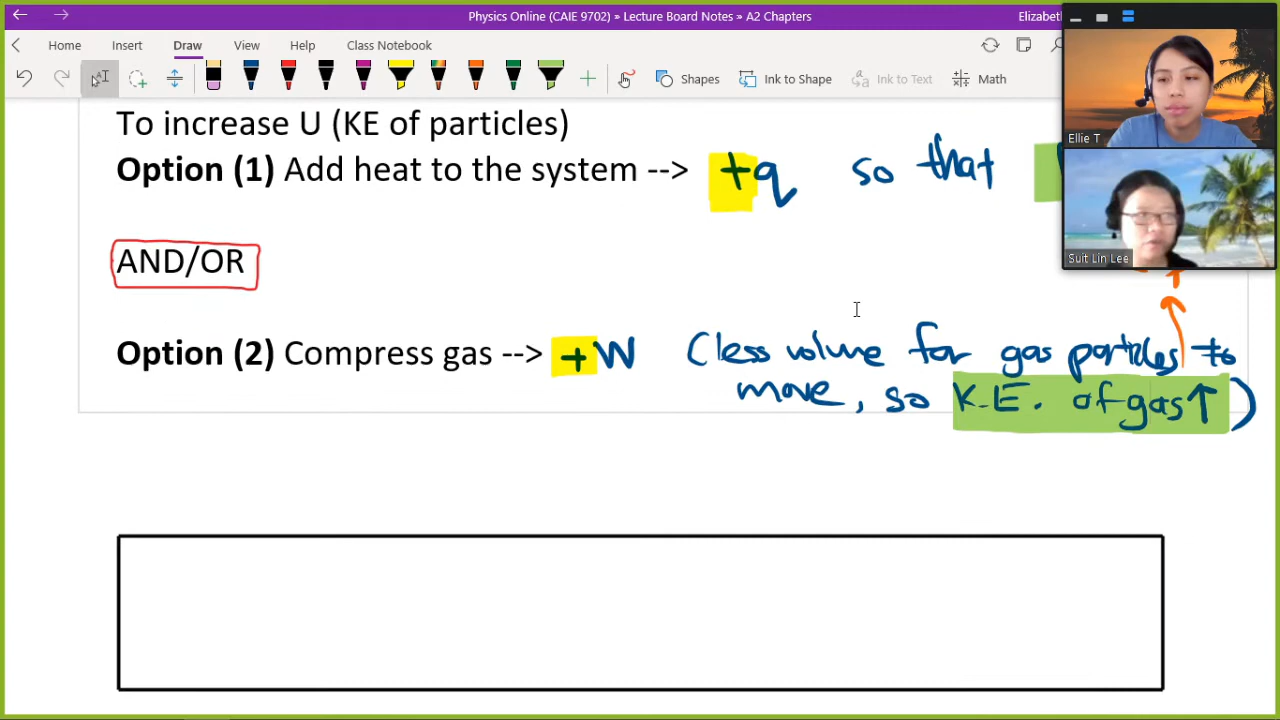 Physics Online (CAIE 9702) » Lecture Board Notes » A2 Chapters
Elizabeth
Home Insert Draw View Help Class Notebook
Shapes Ink to Shape Ink to Text Math
Ellie T
Suit Lin Lee
To increase U (KE of particles)
Option (1) Add heat to the system --> +q so that
AND/OR
Option (2) Compress gas --> +W (less volume for gas particles to
move, so K.E. of gas↑)